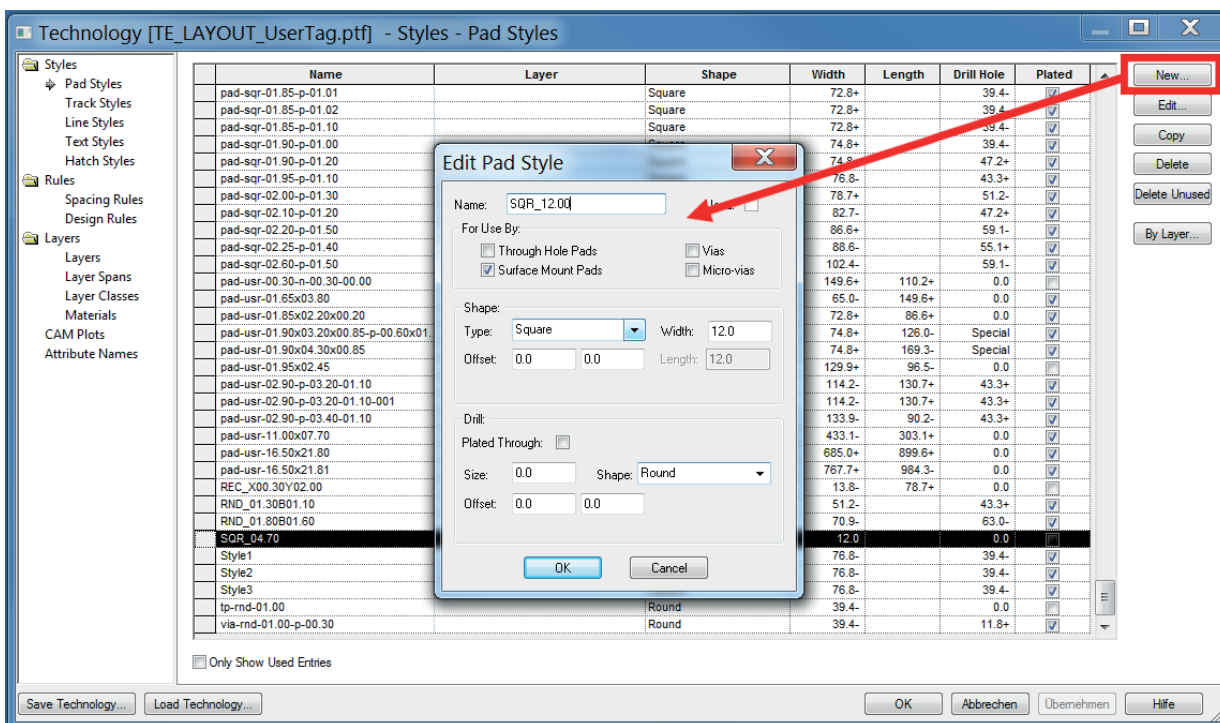 Technology [TE_LAYOUT_UserTag.ptf] - Styles - Pad Styles
Styles
Pad Styles
Track Styles
Line Styles
Text Styles
Hatch Styles
Rules
Spacing Rules
Design Rules
Layers
Layers
Layer Spans
Layer Classes
Materials
CAM Plots
Attribute Names
Name Layer Shape Width Length Drill Hole Plated
pad-sqr-01.85-p-01.01 Square 72.8+ 39.4-
pad-sqr-01.85-p-01.02 Square 72.8+ 39.4-
pad-sqr-01.85-p-01.10 Square 72.8+ 39.4-
pad-sqr-01.90-p-01.00 74.8+ 39.4-
pad-sqr-01.90-p-01.20 74.8 47.2+
pad-sqr-01.95-p-01.10 76.8- 43.3+
pad-sqr-02.00-p-01.30 78.7+ 51.2-
pad-sqr-02.10-p-01.20 82.7- 47.2+
pad-sqr-02.20-p-01.50 86.6+ 59.1-
pad-sqr-02.25-p-01.40 88.6- 55.1+
pad-sqr-02.60-p-01.50 102.4- 59.1-
pad-usr-00.30-n-00.30-00.00 149.6+ 110.2+ 0.0
pad-usr-01.65x03.80 65.0- 149.6+ 0.0
pad-usr-01.85x02.20x00.20 72.8+ 86.6+ 0.0
pad-usr-01.90x03.20x00.85-p-00.60x01. 74.8+ 126.0- Special
pad-usr-01.90x04.30x00.85 74.8+ 169.3- Special
pad-usr-01.95x02.45 129.9+ 96.5- 0.0
pad-usr-02.90-p-03.20-01.10 114.2- 130.7+ 43.3+
pad-usr-02.90-p-03.20-01.10-001 114.2- 130.7+ 43.3+
pad-usr-02.90-p-03.40-01.10 133.9- 90.2- 43.3+
pad-usr-11.00x07.70 433.1- 303.1+ 0.0
pad-usr-16.50x21.80 685.0+ 899.6+ 0.0
pad-usr-16.50x21.81 767.7+ 984.3- 0.0
REC_X00.30Y02.00 13.8- 78.7+ 0.0
RND_01.30B01.10 51.2- 43.3+
RND_01.80B01.60 70.9- 63.0-
SQR_04.70 12.0 0.0
Style1 76.8- 39.4-
Style2 76.8- 39.4-
Style3 76.8- 39.4-
tp-rnd-01.00 Round 39.4- 0.0
via-rnd-01.00-p-00.30 Round 39.4- 11.8+
Only Show Used Entries
New...
Edit...
Copy
Delete
Delete Unused
By Layer...
Edit Pad Style
Name: SQR_12.00
For Use By:
Through Hole Pads Vias
Surface Mount Pads Micro-vias
Shape:
Type: Square Width: 12.0
Offset: 0.0 0.0 Length: 12.0
Drill:
Plated Through:
Size: 0.0 Shape: Round
Offset: 0.0 0.0
OK Cancel
Save Technology... Load Technology... OK Abbrechen Übernehmen Hilfe